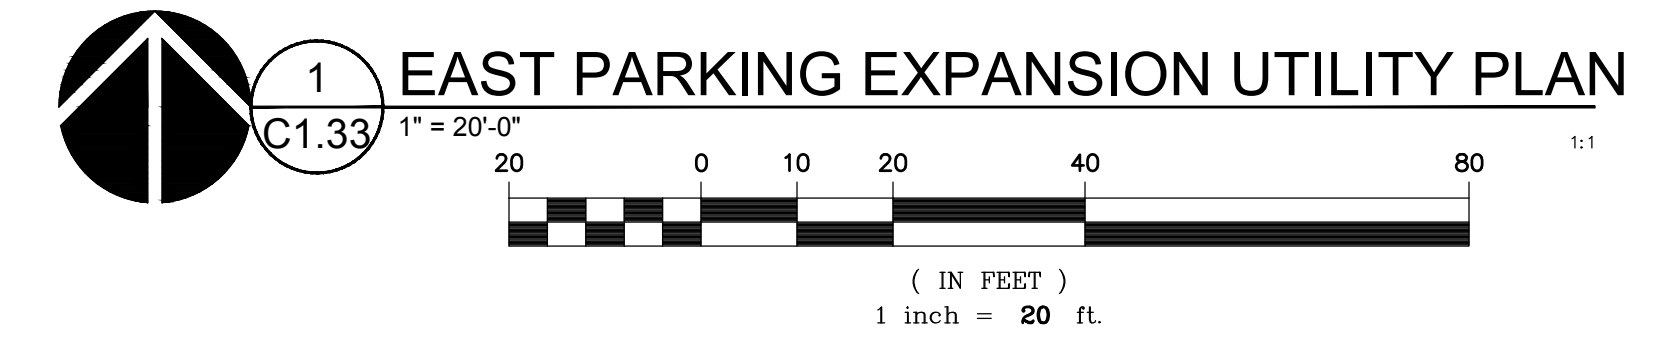 1
EAST PARKING EXPANSION UTILITY PLAN
C1.33
1" = 20'-0"
1:1
20 0 10 20 40 80
( IN FEET )
1 inch = 20 ft.